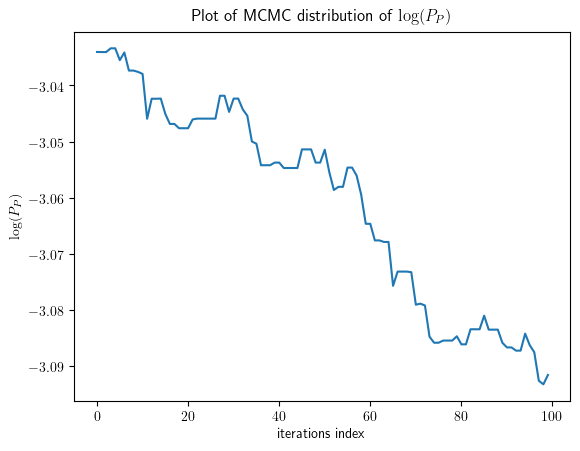 Plot of MCMC distribution of log(P_P)
−3.04
−3.05
−3.06
−3.07
−3.08
−3.09
log(P_P)
0 20 40 60 80 100
iterations index